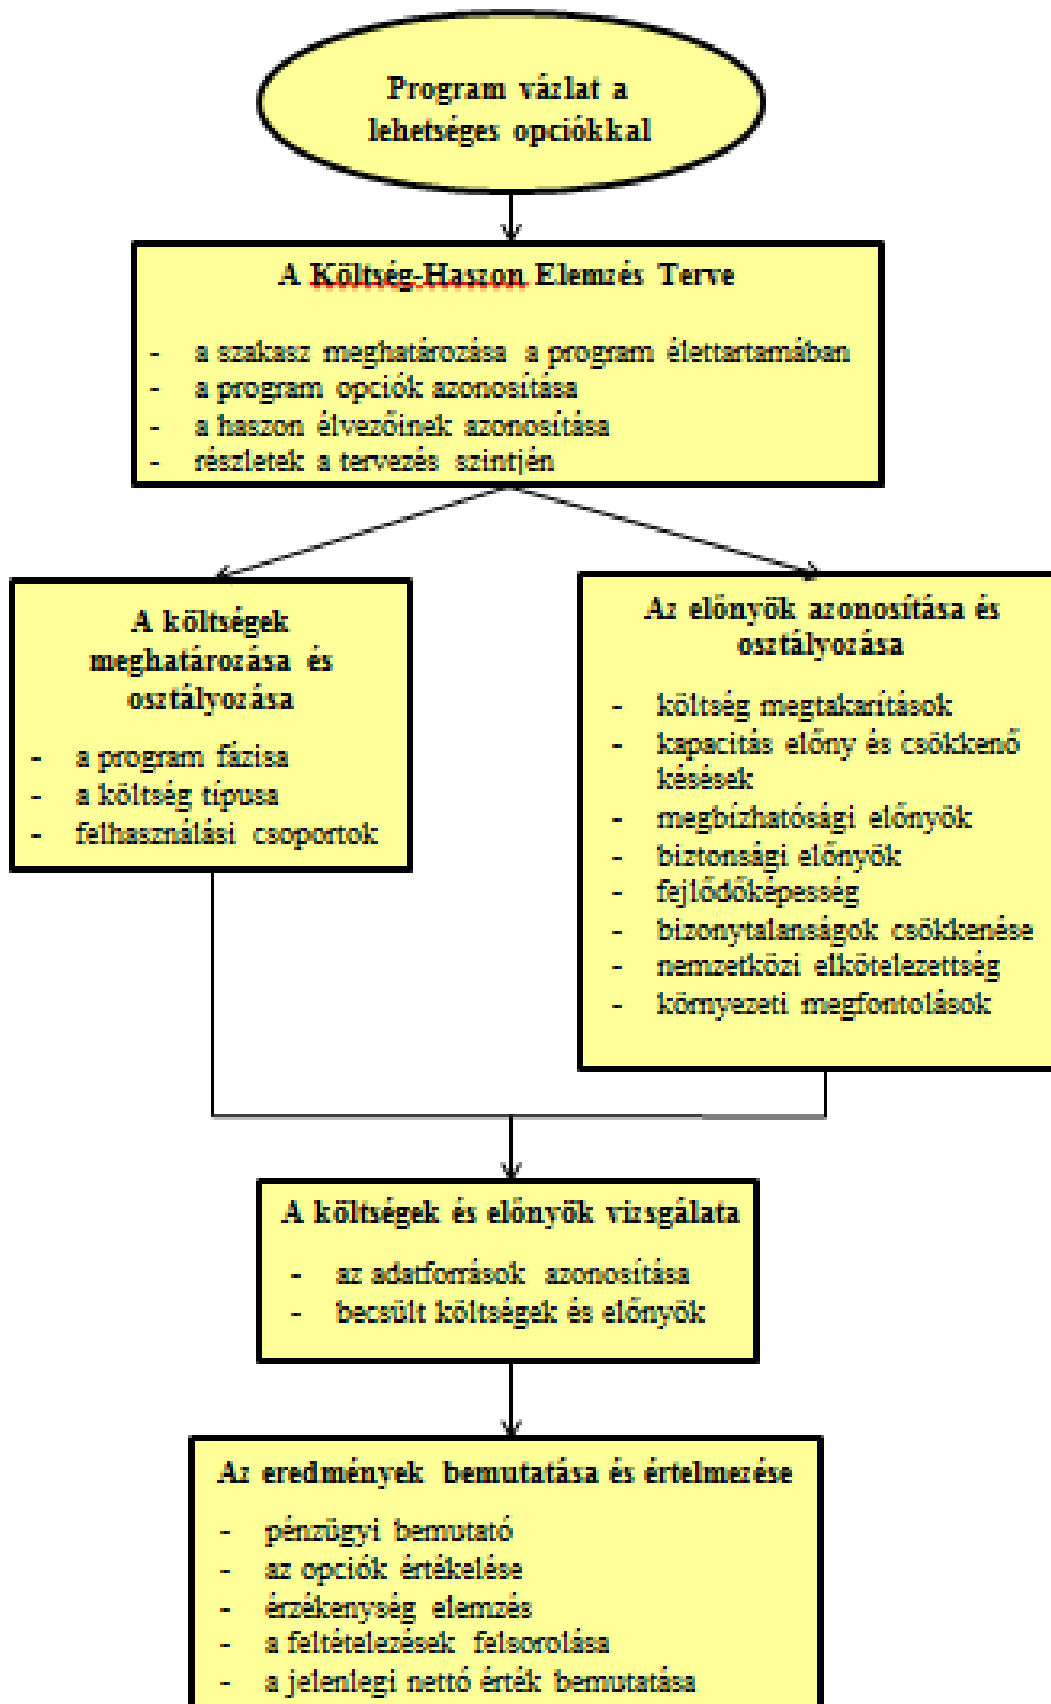 Program vázlat a
lehetséges opciókkal
A Költség-Haszon Elemzés Terve
- a szakasz meghatározása a program élettartamában
- a program opciók azonosítása
- a haszon élvezőinek azonosítása
- részletek a tervezés szintjén
A költségek
meghatározása és
osztályozása
- a program fázisa
- a költség típusa
- felhasználási csoportok
Az előnyök azonosítása és
osztályozása
- költség megtakarítások
- kapacitás előny és csökkenő
késések
- megbízhatósági előnyök
- biztonsági előnyök
- fejlődőképesség
- bizonytalanságok csökkenése
- nemzetközi elkötelezettség
- környezeti megfontolások
A költségek és előnyök vizsgálata
- az adatforrások azonosítása
- becsült költségek és előnyök
Az eredmények bemutatása és értelmezése
- pénzügyi bemutató
- az opciók értékelése
- érzékenység elemzés
- a feltételezések felsorolása
- a jelenlegi nettó érték bemutatása